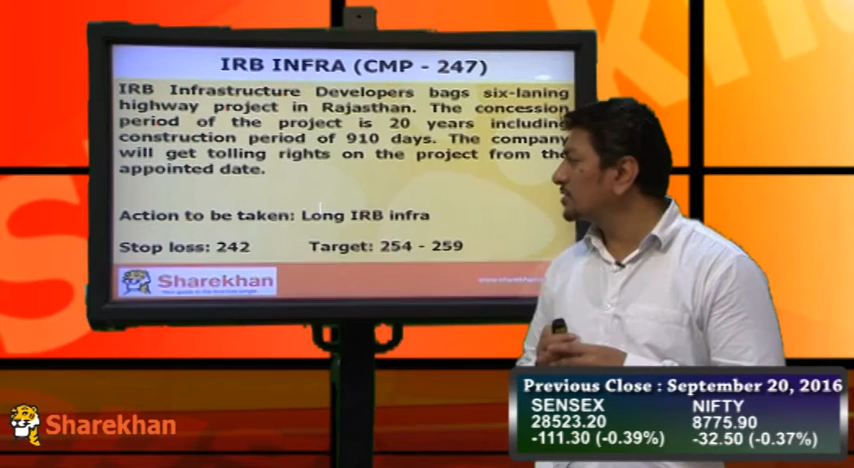 IRB INFRA (CMP - 247)
IRB Infrastructure Developers bags six-laning
highway project in Rajasthan. The concession
period of the project is 20 years including
construction period of 910 days. The company
will get tolling rights on the project from the
appointed date.
Action to be taken: Long IRB infra
Stop loss: 242 Target: 254 - 259
Sharekhan
Sharekhan
Previous Close : September 20, 2016
SENSEX NIFTY
28523.20 8775.90
-111.30 (-0.39%) -32.50 (-0.37%)